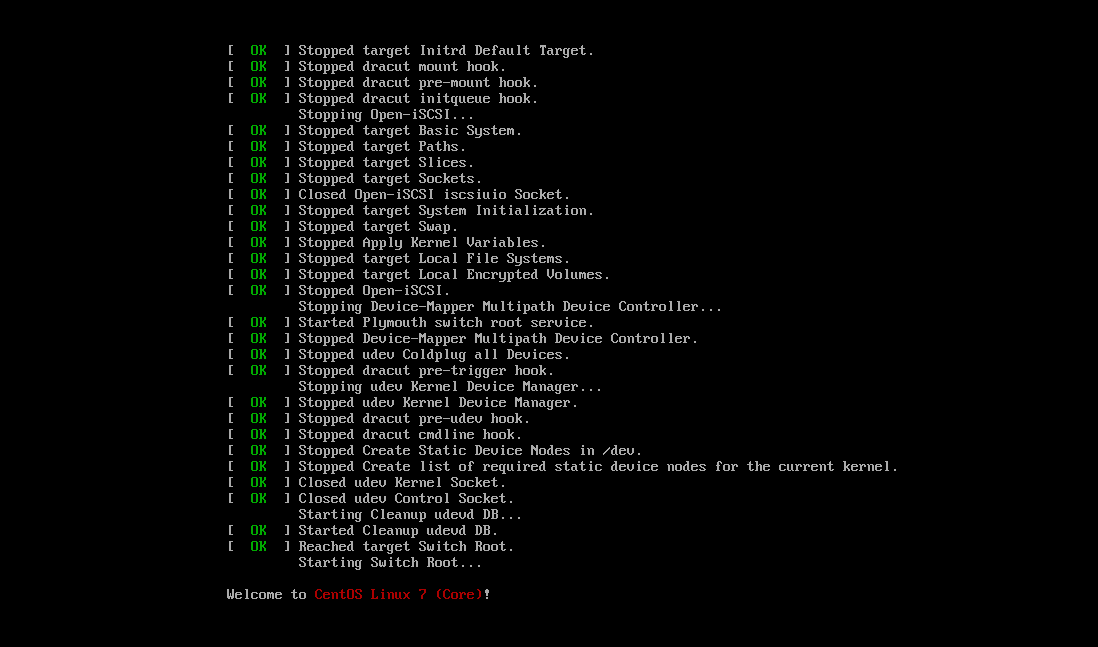 [  OK  ] Stopped target Initrd Default Target.
[  OK  ] Stopped dracut mount hook.
[  OK  ] Stopped dracut pre-mount hook.
[  OK  ] Stopped dracut initqueue hook.
         Stopping Open-iSCSI...
[  OK  ] Stopped target Basic System.
[  OK  ] Stopped target Paths.
[  OK  ] Stopped target Slices.
[  OK  ] Stopped target Sockets.
[  OK  ] Closed Open-iSCSI iscsiuio Socket.
[  OK  ] Stopped target System Initialization.
[  OK  ] Stopped target Swap.
[  OK  ] Stopped Apply Kernel Variables.
[  OK  ] Stopped target Local File Systems.
[  OK  ] Stopped target Local Encrypted Volumes.
[  OK  ] Stopped Open-iSCSI.
         Stopping Device-Mapper Multipath Device Controller...
[  OK  ] Started Plymouth switch root service.
[  OK  ] Stopped Device-Mapper Multipath Device Controller.
[  OK  ] Stopped udev Coldplug all Devices.
[  OK  ] Stopped dracut pre-trigger hook.
         Stopping udev Kernel Device Manager...
[  OK  ] Stopped udev Kernel Device Manager.
[  OK  ] Stopped dracut pre-udev hook.
[  OK  ] Stopped dracut cmdline hook.
[  OK  ] Stopped Create Static Device Nodes in /dev.
[  OK  ] Stopped Create list of required static device nodes for the current kernel.
[  OK  ] Closed udev Kernel Socket.
[  OK  ] Closed udev Control Socket.
         Starting Cleanup udevd DB...
[  OK  ] Started Cleanup udevd DB.
[  OK  ] Reached target Switch Root.
         Starting Switch Root...
Welcome to CentOS Linux 7 (Core)!